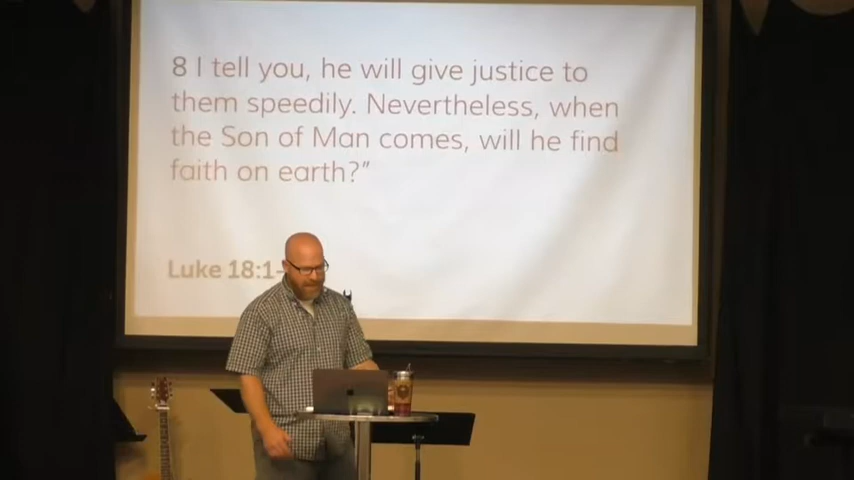 8 I tell you, he will give justice to
them speedily. Nevertheless, when
the Son of Man comes, will he find
faith on earth?”
Luke 18:1-